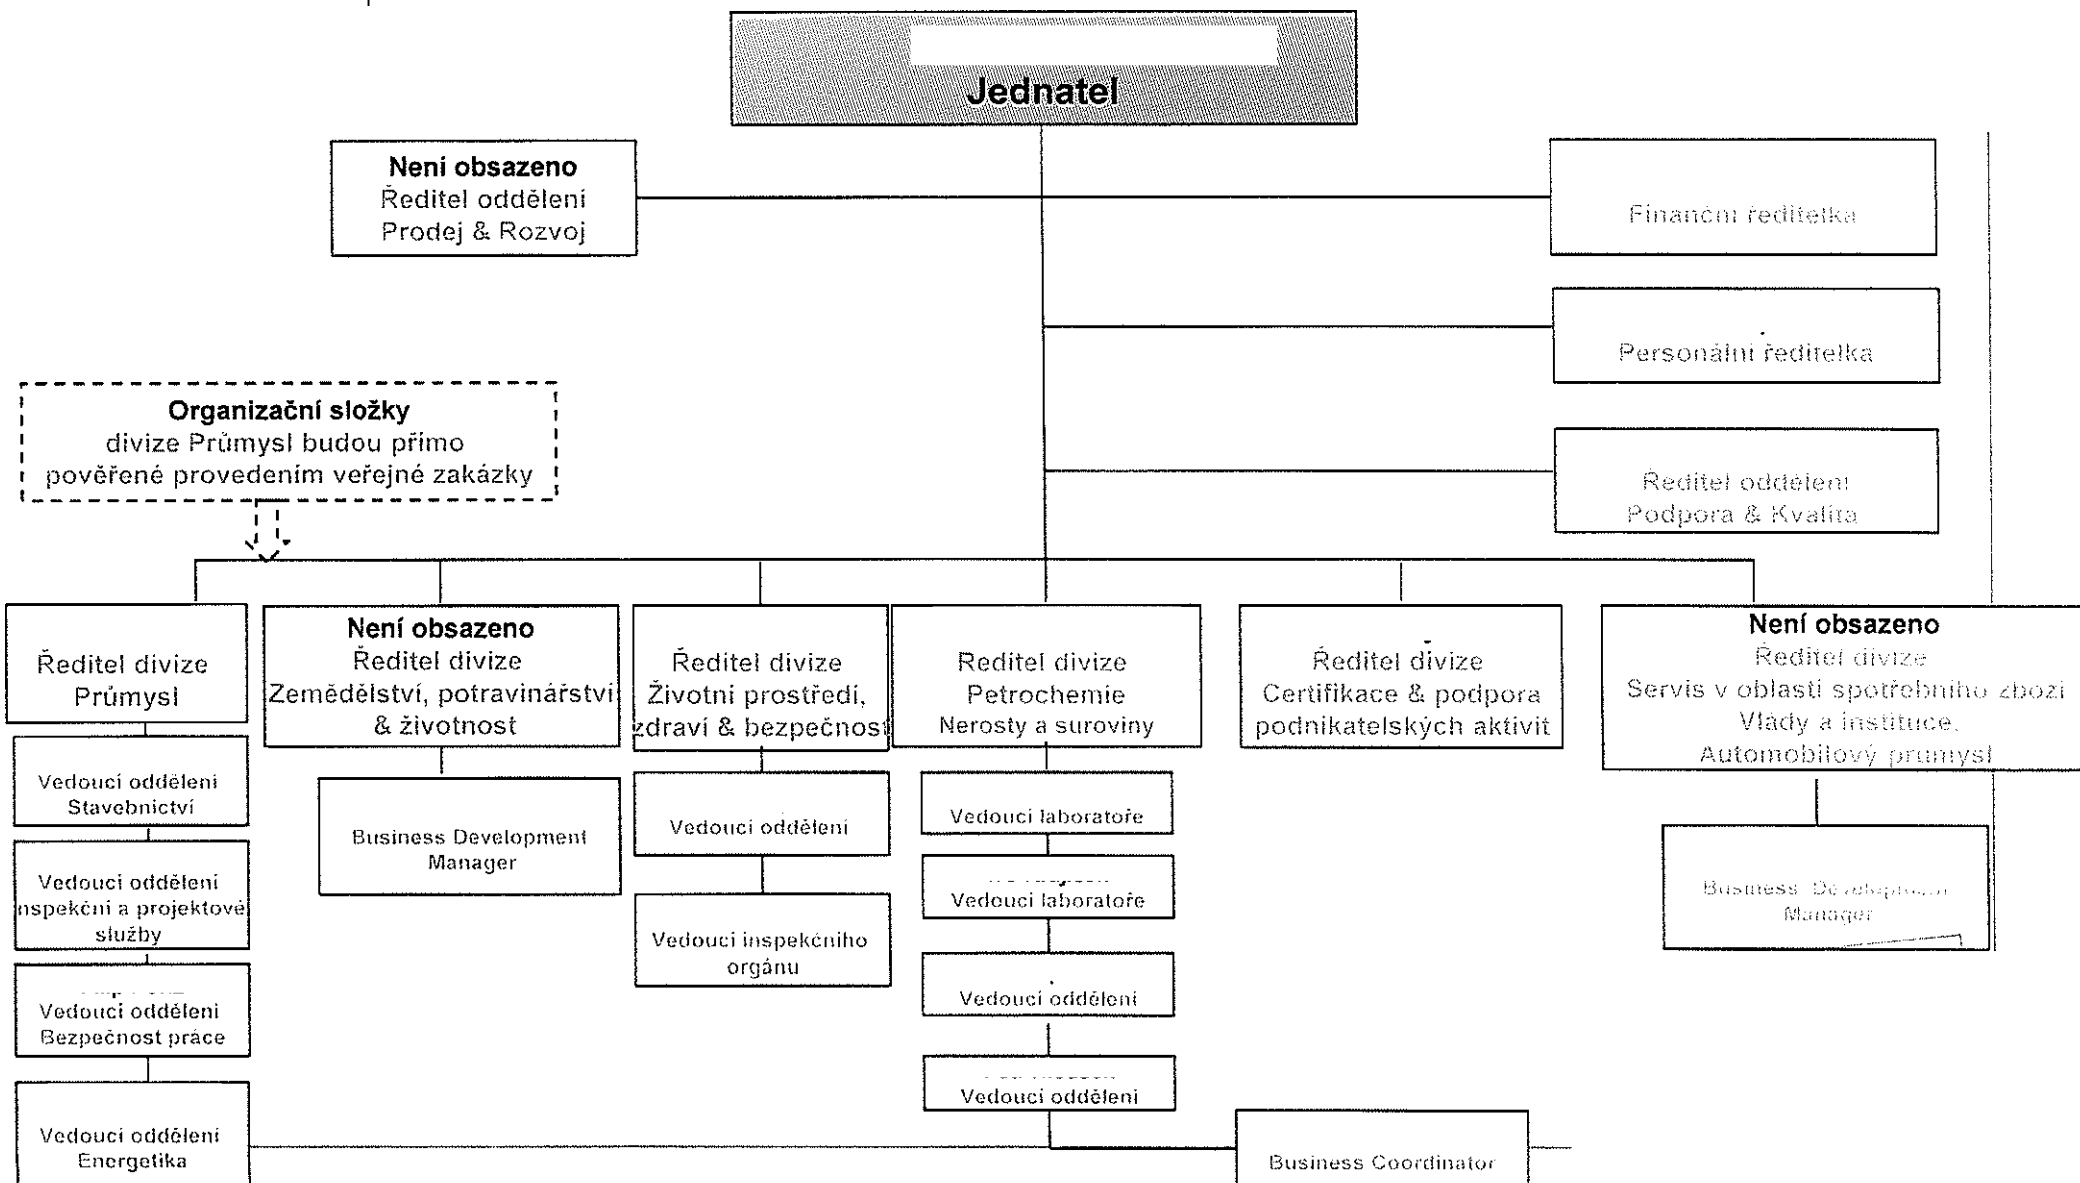 Jednatel
Není obsazeno
Ředitel oddělení
Prodej & Rozvoj
Finanční ředitelka
Personální ředitelka
Ředitel oddělení
Podpora & Kvalita
Organizační složky
divize Průmysl budou přímo
pověřené provedením veřejné zakázky
Ředitel divize
Průmysl
Není obsazeno
Ředitel divize
Zemědělství, potravinářství
& životnost
Ředitel divize
Životní prostředí,
zdraví & bezpečnost
Reditel divize
Petrochemie
Nerosty a suroviny
Ředitel divize
Certifikace & podpora
podnikatelských aktivit
Není obsazeno
Ředitel divize
Servis v oblasti spotřebního zboží
Vlády a instituce,
Automobilový průmysl
Vedoucí oddělení
Stavebnictví
Vedoucí oddělení
nspekční a projektové
služby
Vedoucí oddělení
Bezpečnost práce
Vedoucí oddělení
Energetika
Business Development
Manager
Vedoucí oddělení
Vedoucí inspekčního
orgánu
Vedoucí laboratoře
Vedoucí laboratoře
Vedoucí oddělení
Vedoucí oddělení
Business Coordinator
Business Development
Manager